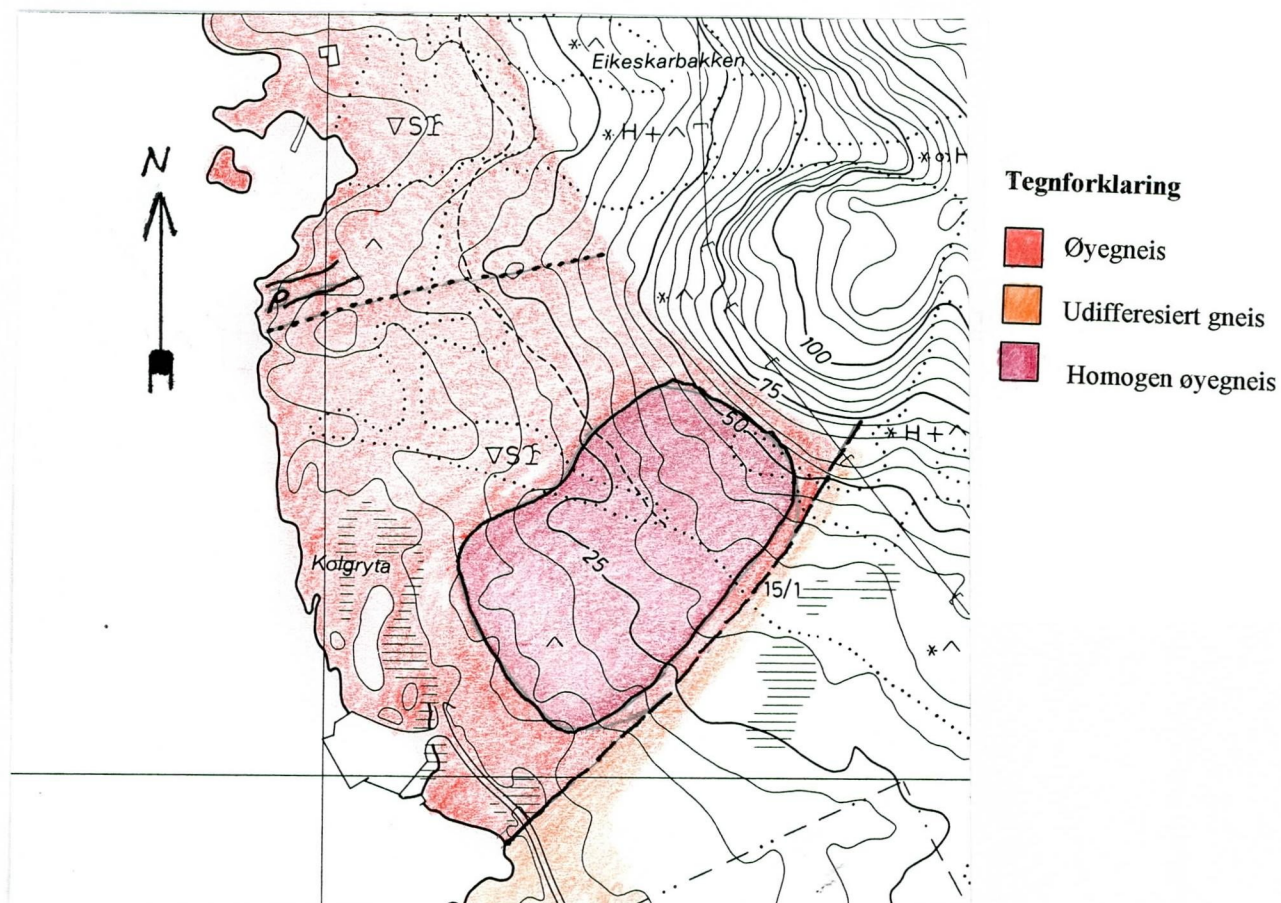 Eikeskarbakken
▽S
* H + ^
* o H
N
Tegnforklaring
Øyegneis
Udifferesiert gneis
Homogen øyegneis
P
100
75
50
* H + ^
▽S
25
Kolgryta
15/1